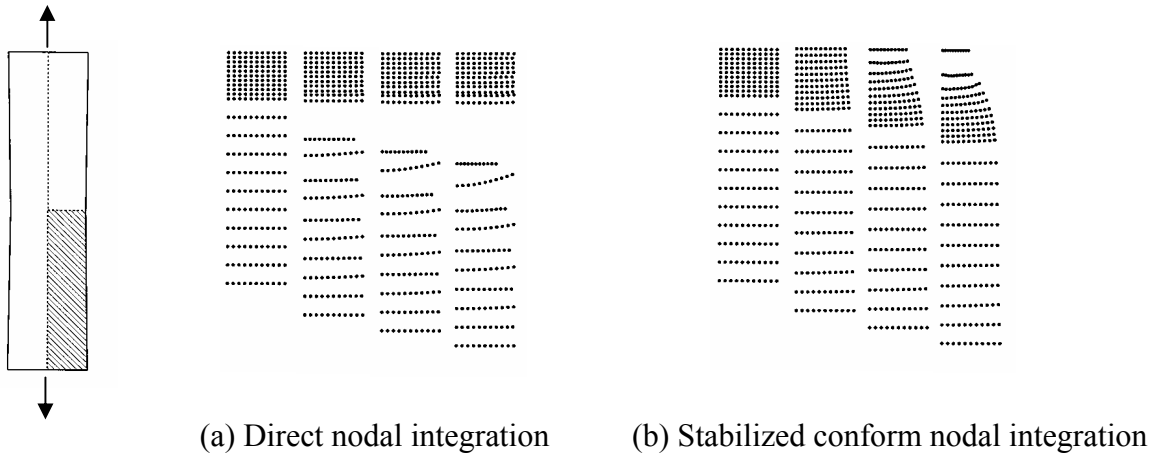 (a) Direct nodal integration
(b) Stabilized conform nodal integration